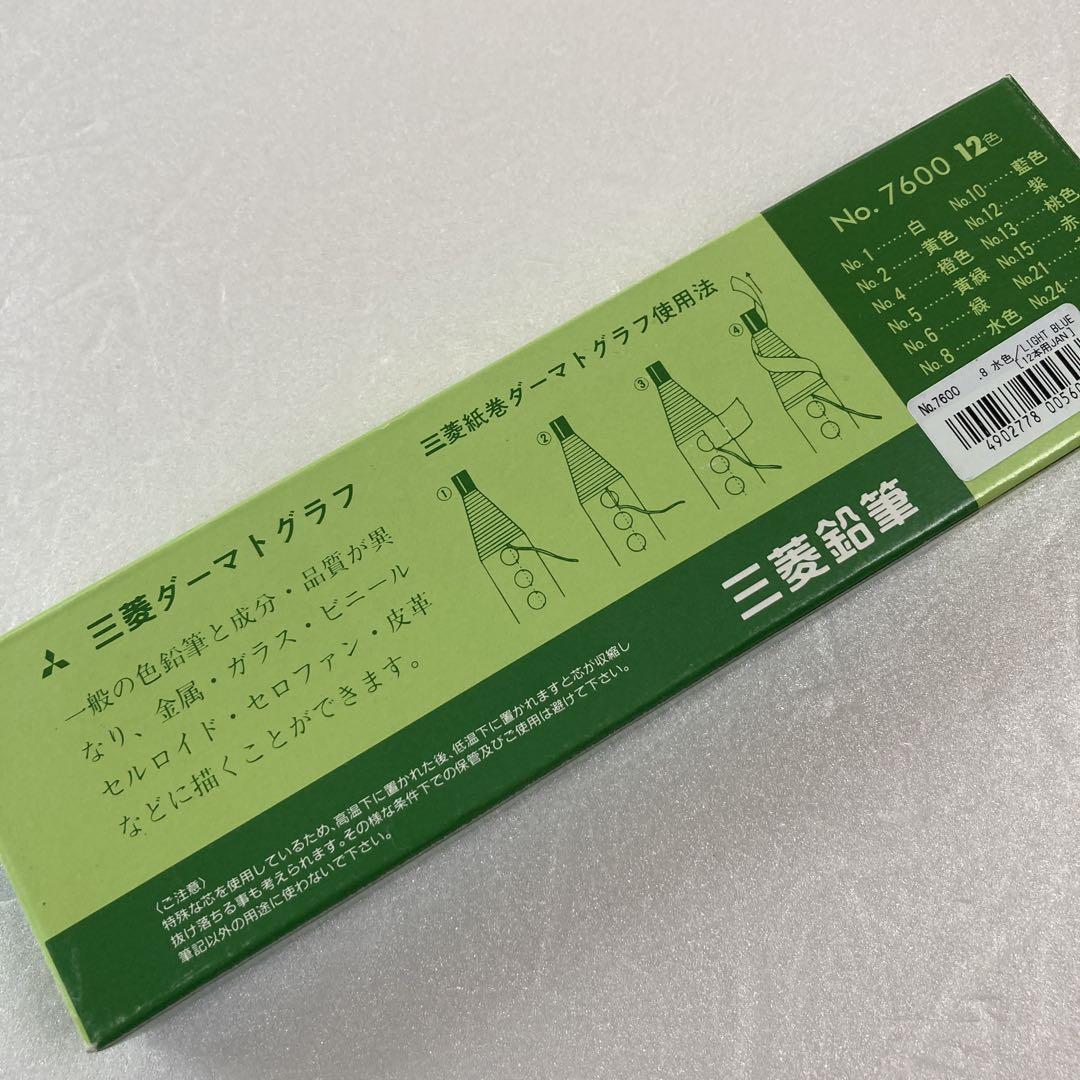 三菱ダーマトグラフ
一般の色鉛筆と成分・品質が異
なり、金属・ガラス・ビニール
セルロイド・セロファン・皮革
などに描くことができます。
三菱紙巻ダーマトグラフ使用法
①
②
③
④
〈ご注意〉
特殊な芯を使用しているため、高温下に置かれた後、低温下に置かれますと芯が収縮し
抜け落ちる事も考えられます。その様な条件下での保管及びご使用は避けて下さい。
筆記以外の用途に使わないで下さい。
三菱鉛筆
No. 7600 12色
No.1……白
No.2……黄色
No.4……橙色
No.5……黄緑
No.6……緑
No.8……水色
No.10……藍色
No.12……紫
No.13……桃色
No.15……赤
No.21……
No.24……
No.7600 .8 水色/LIGHT BLUE
[12本用JAN]
4902778 0056